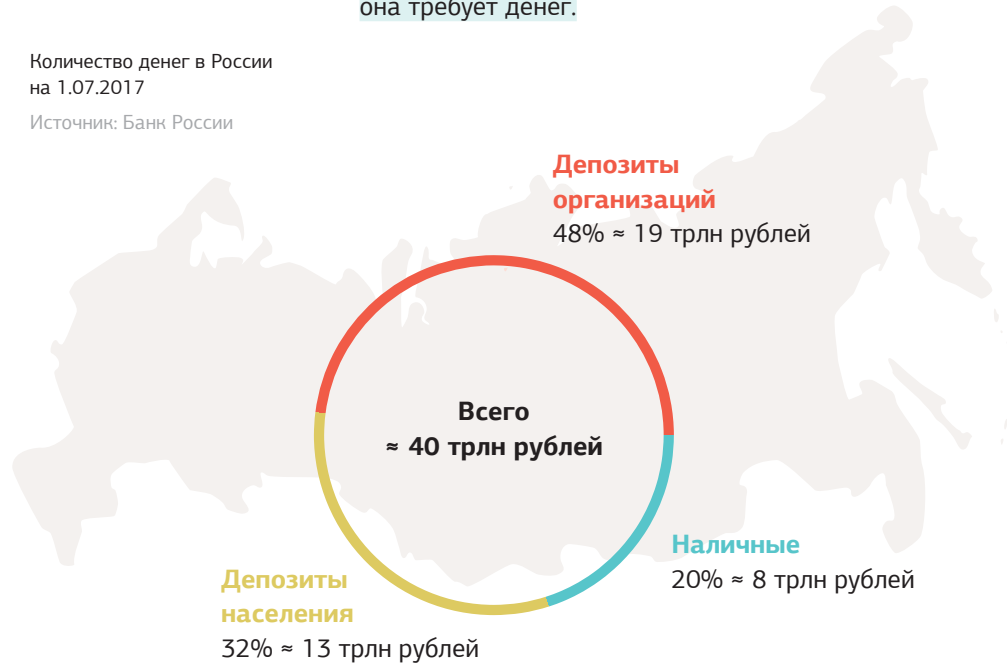 она требует денег.
Количество денег в России
на 1.07.2017
Источник: Банк России
Депозиты
организаций
48% ≈ 19 трлн рублей
Всего
≈ 40 трлн рублей
Наличные
20% ≈ 8 трлн рублей
Депозиты
населения
32% ≈ 13 трлн рублей